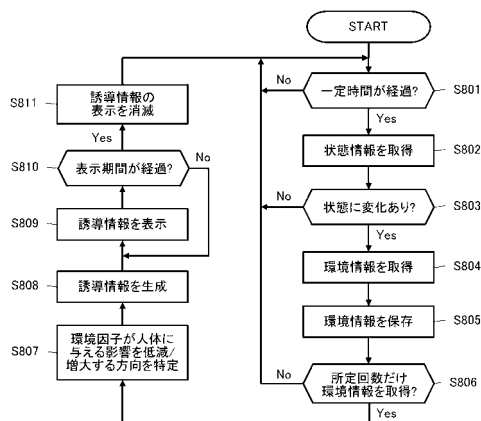 START
一定時間が経過?
S801
No
Yes
状態情報を取得
S802
状態に変化あり?
S803
No
Yes
環境情報を取得
S804
環境情報を保存
S805
所定回数だけ
環境情報を取得?
S806
No
Yes
環境因子が人体に
与える影響を低減/
増大する方向を特定
S807
誘導情報を生成
S808
誘導情報を表示
S809
表示期間が経過?
S810
No
Yes
誘導情報の
表示を消滅
S811